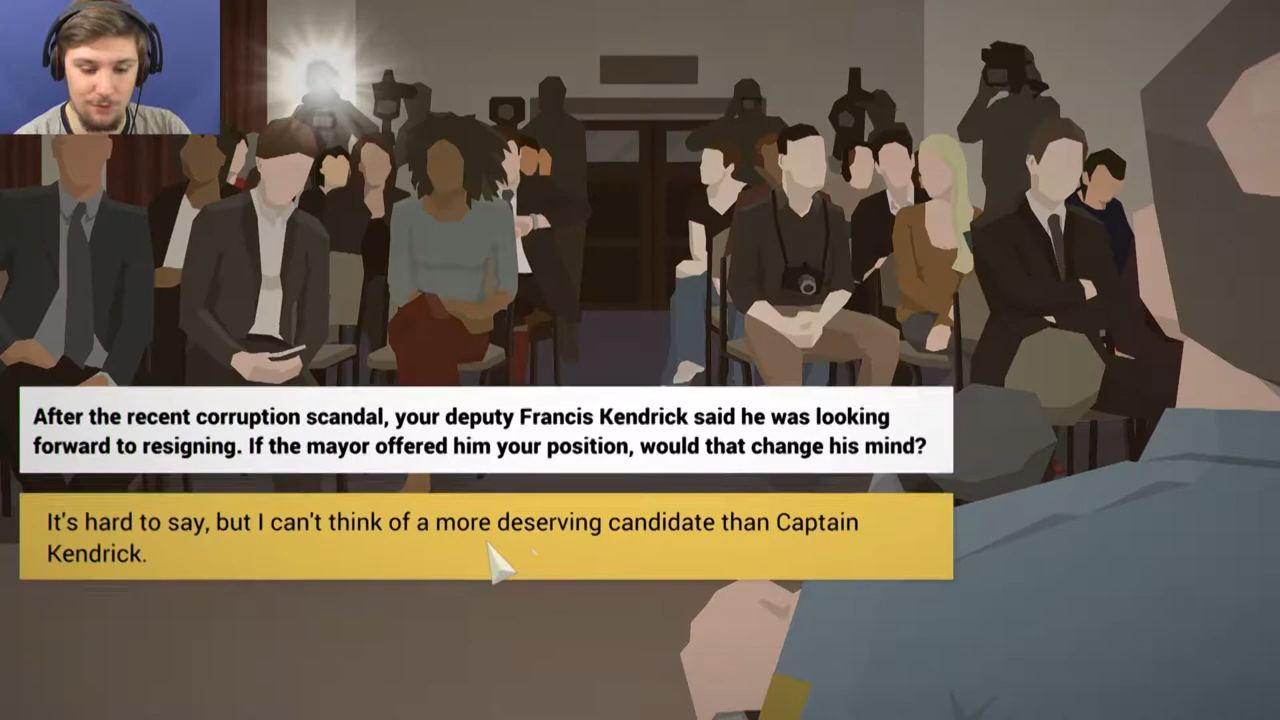 After the recent corruption scandal, your deputy Francis Kendrick said he was looking
forward to resigning. If the mayor offered him your position, would that change his mind?
It's hard to say, but I can't think of a more deserving candidate than Captain
Kendrick.